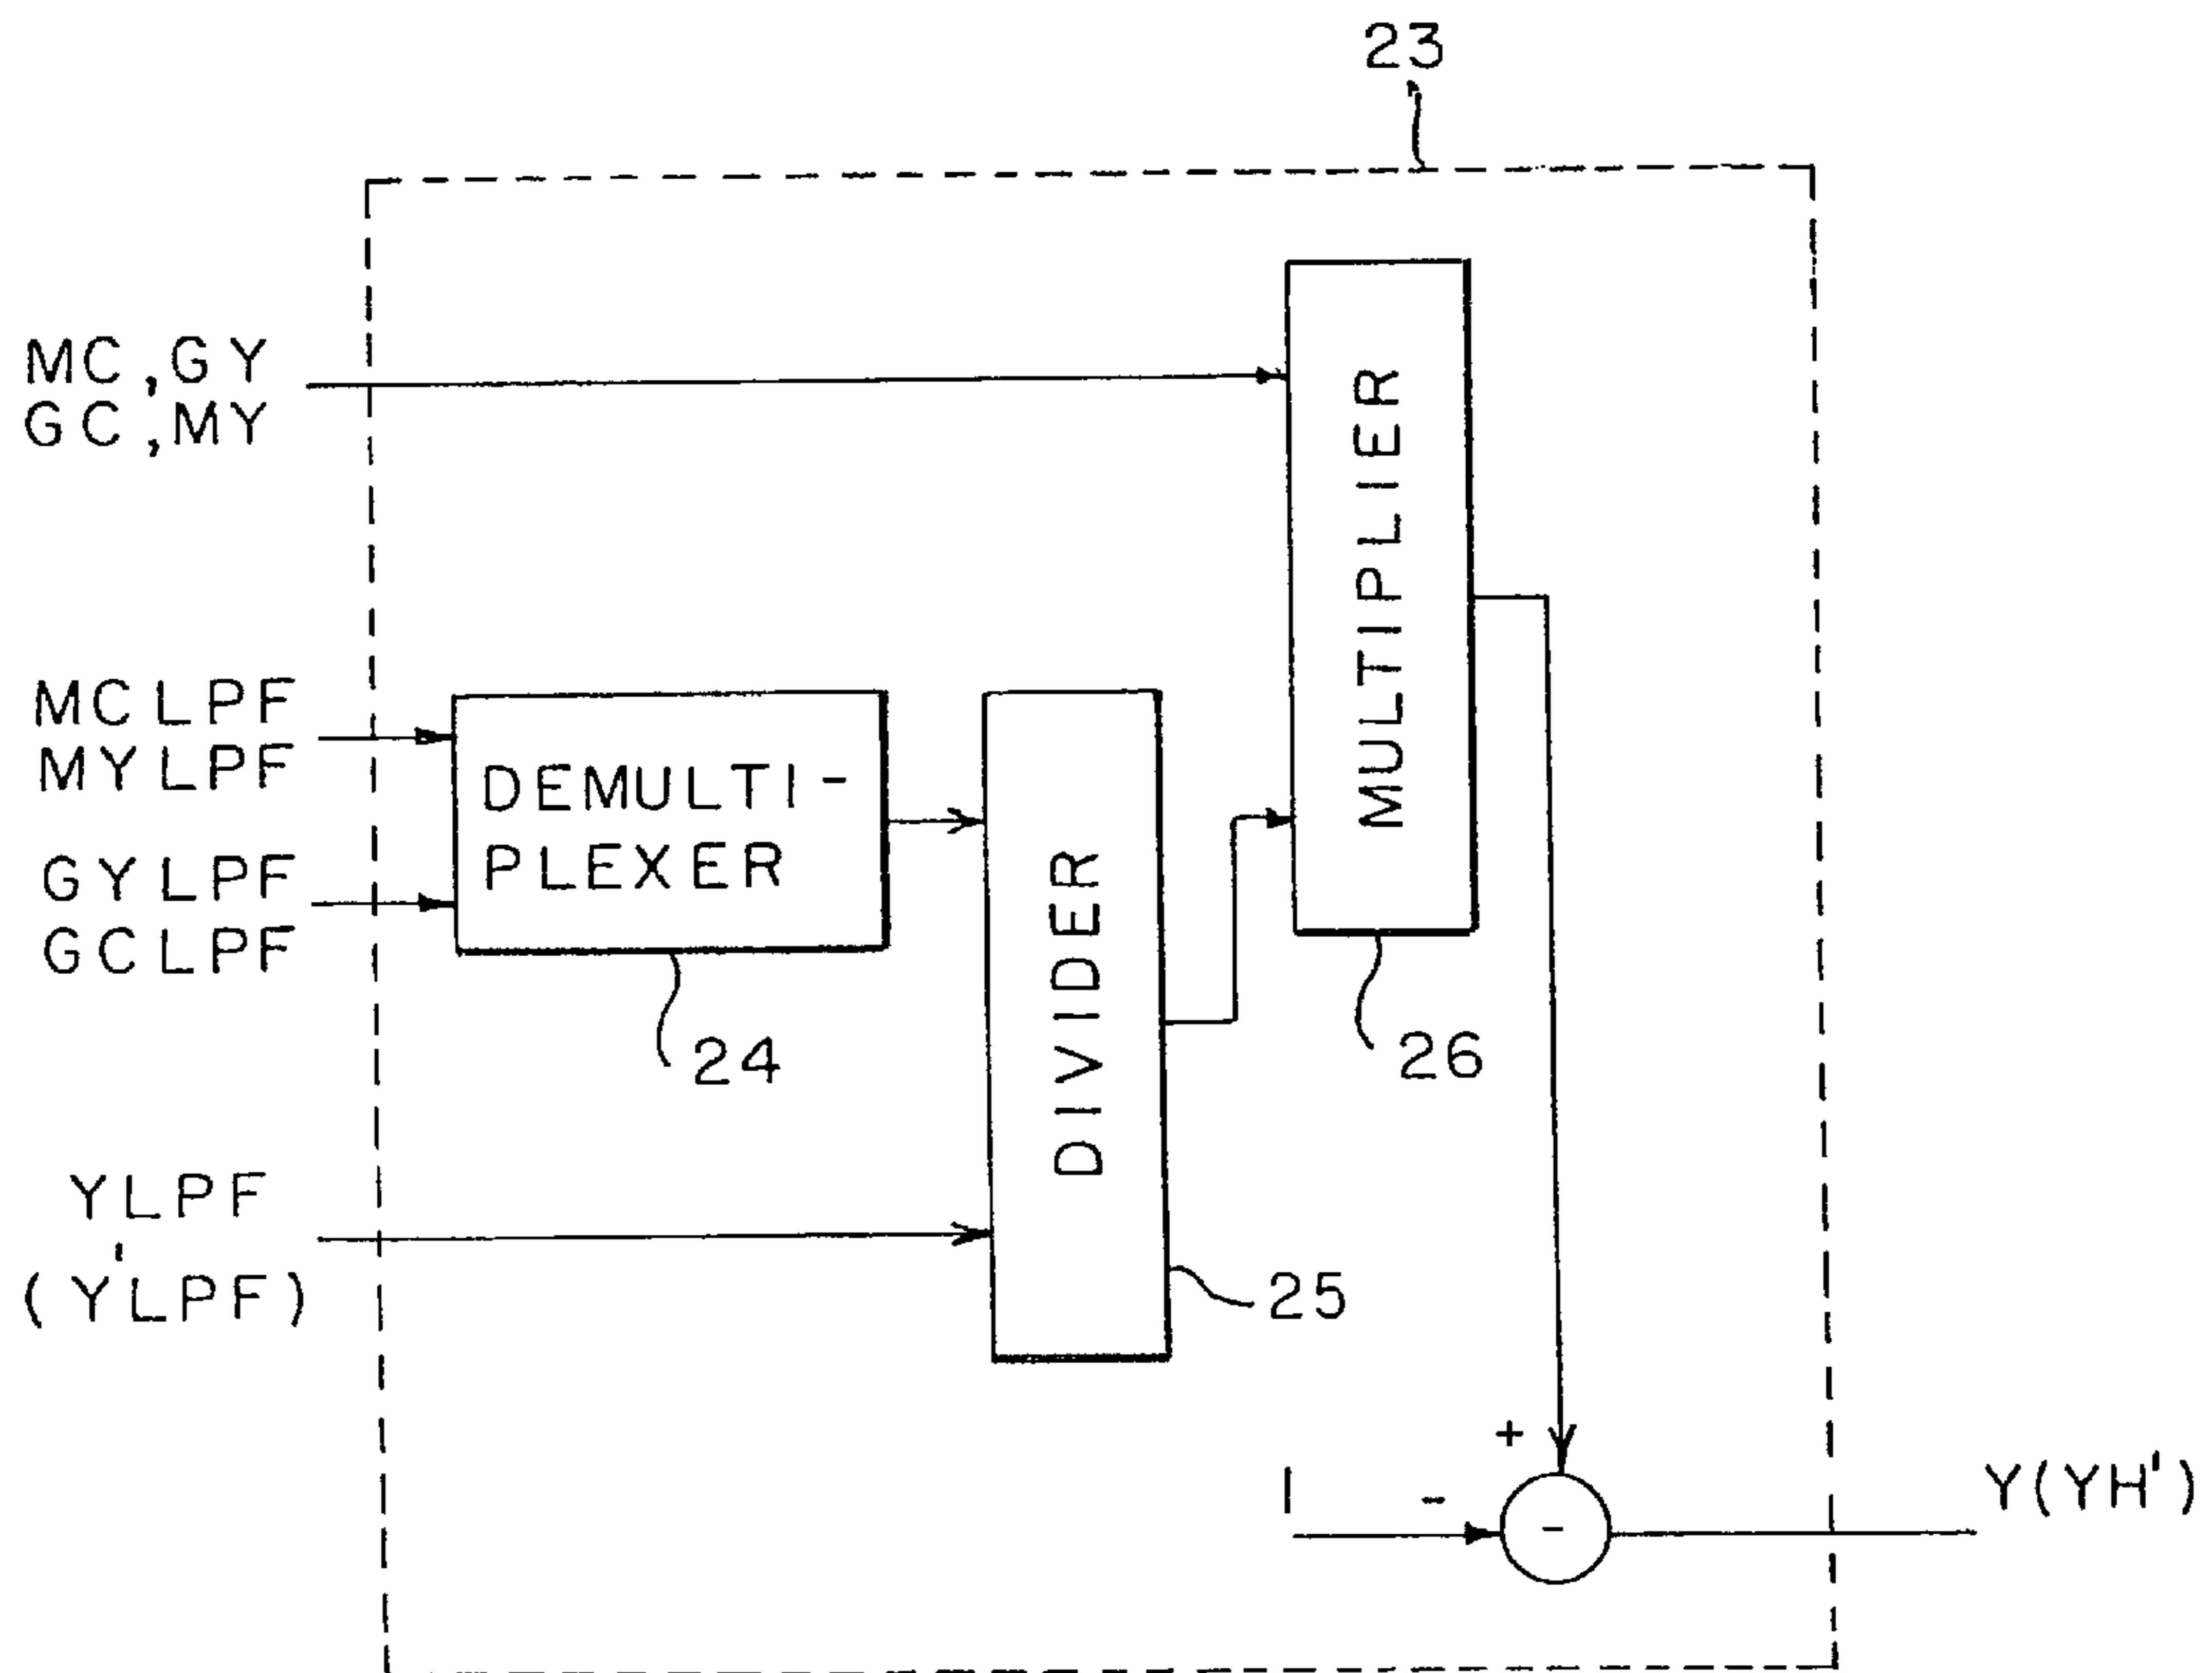 23
MC,GY
GC,MY
MULTIPLIER
MCLPF
MYLPF
DEMULTI-
PLEXER
GYLPF
GCLPF
DIVIDER
24
26
YLPF
(Y'LPF)
25
+
1
-
-
Y(YH')